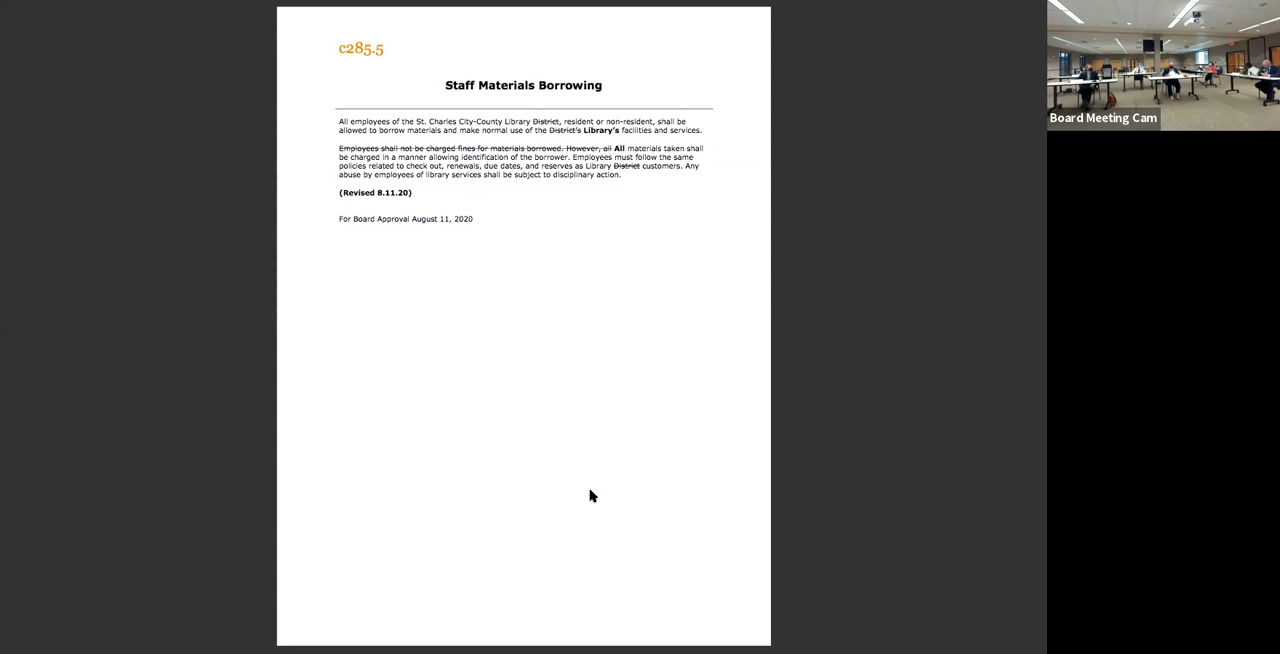 c285.5
Staff Materials Borrowing
All employees of the St. Charles City-County Library District, resident or non-resident, shall be
allowed to borrow materials and make normal use of the District's Library's facilities and services.
Employees shall not be charged fines for materials borrowed. However, all All materials taken shall
be charged in a manner allowing identification of the borrower. Employees must follow the same
policies related to check out, renewals, due dates, and reserves as Library District customers. Any
abuse by employees of library services shall be subject to disciplinary action.
(Revised 8.11.20)
For Board Approval August 11, 2020
Board Meeting Cam